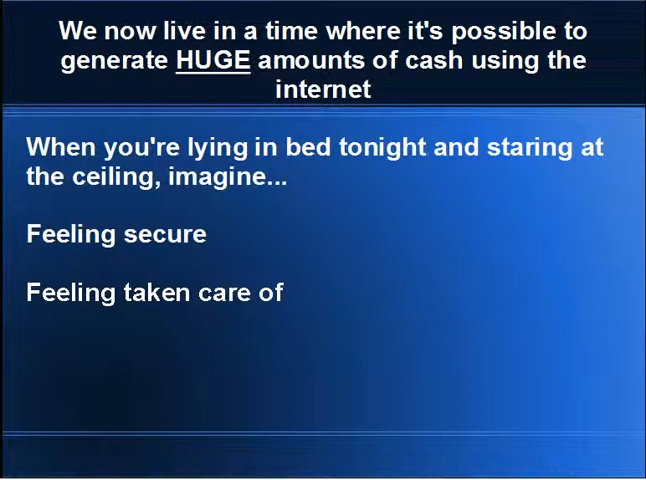 We now live in a time where it's possible to
generate HUGE amounts of cash using the
internet
When you're lying in bed tonight and staring at
the ceiling, imagine...
Feeling secure
Feeling taken care of